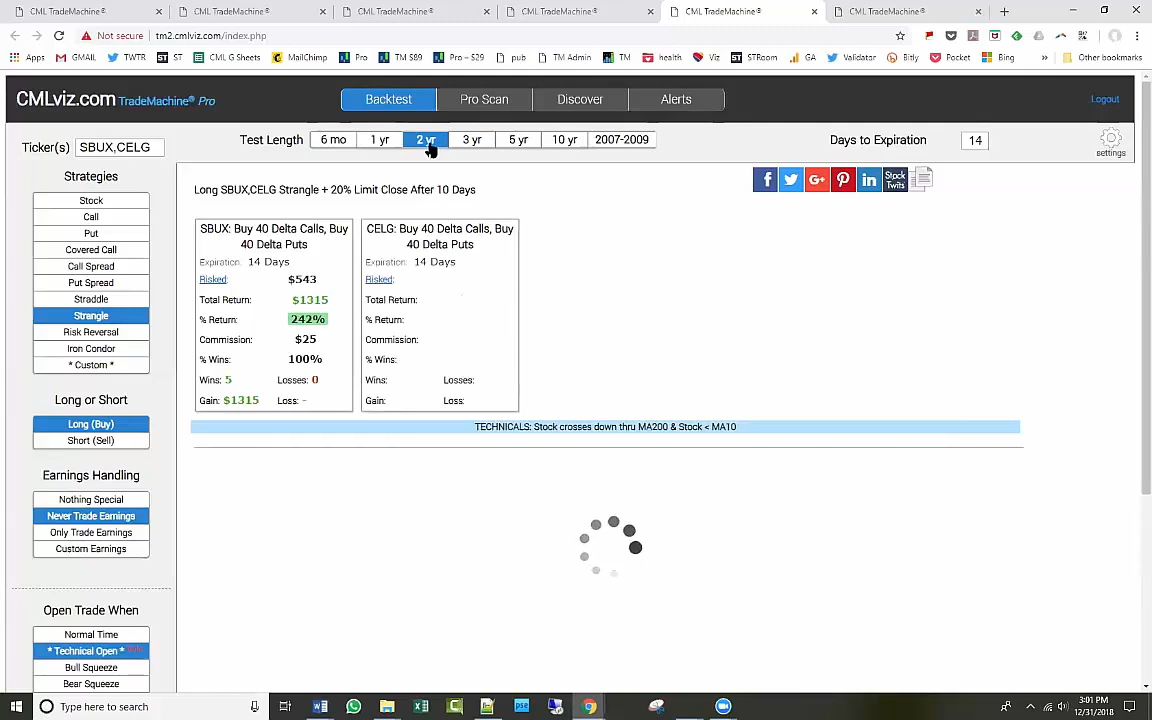 CML TradeMachine®
CML TradeMachine®
CML TradeMachine®
CML TradeMachine®
CML TradeMachine®
CML TradeMachine®
Not secure
tm2.cmlviz.com/index.php
Apps
GMAIL
TWTR
ST
CML G Sheets
MailChimp
Pro
TM $89
Pro – $29
pub
TM Admin
TM
health
Viz
STRoom
GA
Validator
Bitly
Pocket
Bing
»
Other bookmarks
CMLviz.com TradeMachine® Pro
Backtest
Pro Scan
Discover
Alerts
Logout
Ticker(s)
SBUX,CELG
Test Length
6 mo
1 yr
2 yr
3 yr
5 yr
10 yr
2007-2009
Days to Expiration
14
settings
Strategies
Stock
Call
Put
Covered Call
Call Spread
Put Spread
Straddle
Strangle
Risk Reversal
Iron Condor
* Custom *
Long or Short
Long (Buy)
Short (Sell)
Earnings Handling
Nothing Special
Never Trade Earnings
Only Trade Earnings
Custom Earnings
Open Trade When
Normal Time
* Technical Open *
Bull Squeeze
Bear Squeeze
Long SBUX,CELG Strangle + 20% Limit Close After 10 Days
Stock
Twits
SBUX: Buy 40 Delta Calls, Buy
40 Delta Puts
Expiration: 14 Days
Risked: $543
Total Return: $1315
% Return: 242%
Commission: $25
% Wins: 100%
Wins: 5 Losses: 0
Gain: $1315 Loss: -
CELG: Buy 40 Delta Calls, Buy
40 Delta Puts
Expiration: 14 Days
Risked:
Total Return:
% Return:
Commission:
% Wins:
Wins: Losses:
Gain: Loss:
TECHNICALS: Stock crosses down thru MA200 & Stock < MA10
Type here to search
3:01 PM
12/31/2018